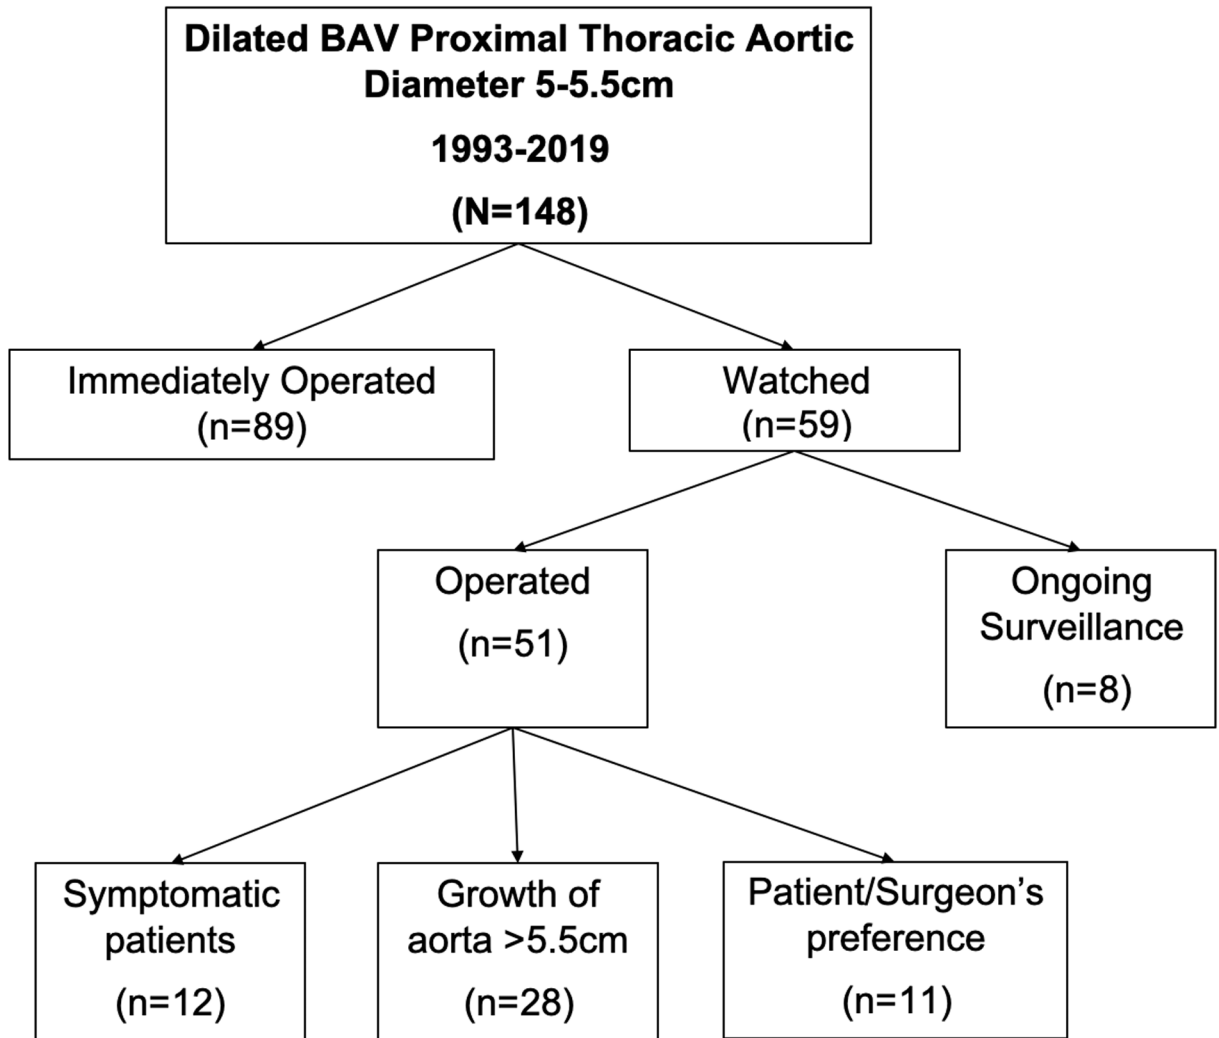 Dilated BAV Proximal Thoracic Aortic
Diameter 5-5.5cm
1993-2019
(N=148)
Immediately Operated
(n=89)
Watched
(n=59)
Operated
(n=51)
Ongoing
Surveillance
(n=8)
Symptomatic
patients
(n=12)
Growth of
aorta >5.5cm
(n=28)
Patient/Surgeon’s
preference
(n=11)